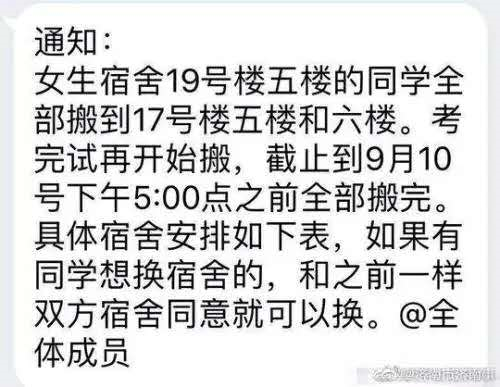 通知：
女生宿舍19号楼五楼的同学全
部搬到17号楼五楼和六楼。考
完试再开始搬，截止到9月10
号下午5:00点之前全部搬完。
具体宿舍安排如下表，如果有
同学想换宿舍的，和之前一样
双方宿舍同意就可以换。@全
体成员